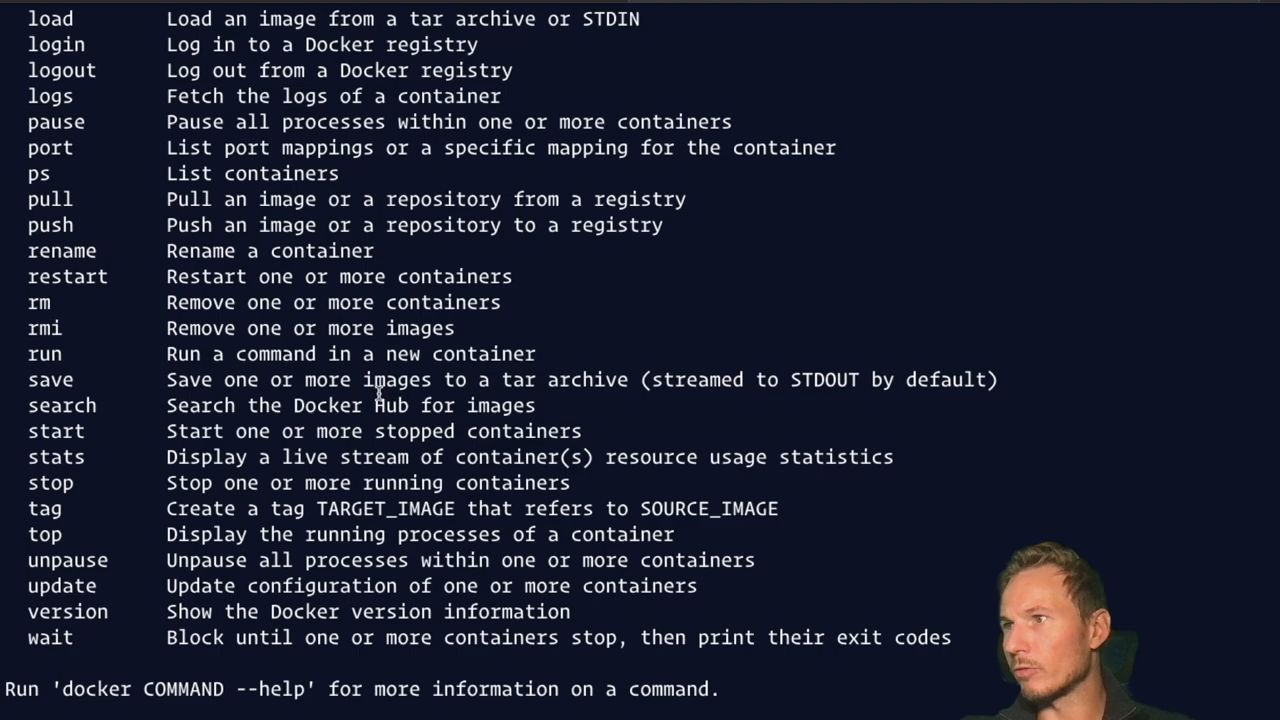 load Load an image from a tar archive or STDIN
login Log in to a Docker registry
logout Log out from a Docker registry
logs Fetch the logs of a container
pause Pause all processes within one or more containers
port List port mappings or a specific mapping for the container
ps List containers
pull Pull an image or a repository from a registry
push Push an image or a repository to a registry
rename Rename a container
restart Restart one or more containers
rm Remove one or more containers
rmi Remove one or more images
run Run a command in a new container
save Save one or more images to a tar archive (streamed to STDOUT by default)
search Search the Docker Hub for images
start Start one or more stopped containers
stats Display a live stream of container(s) resource usage statistics
stop Stop one or more running containers
tag Create a tag TARGET_IMAGE that refers to SOURCE_IMAGE
top Display the running processes of a container
unpause Unpause all processes within one or more containers
update Update configuration of one or more containers
version Show the Docker version information
wait Block until one or more containers stop, then print their exit codes
Run 'docker COMMAND --help' for more information on a command.